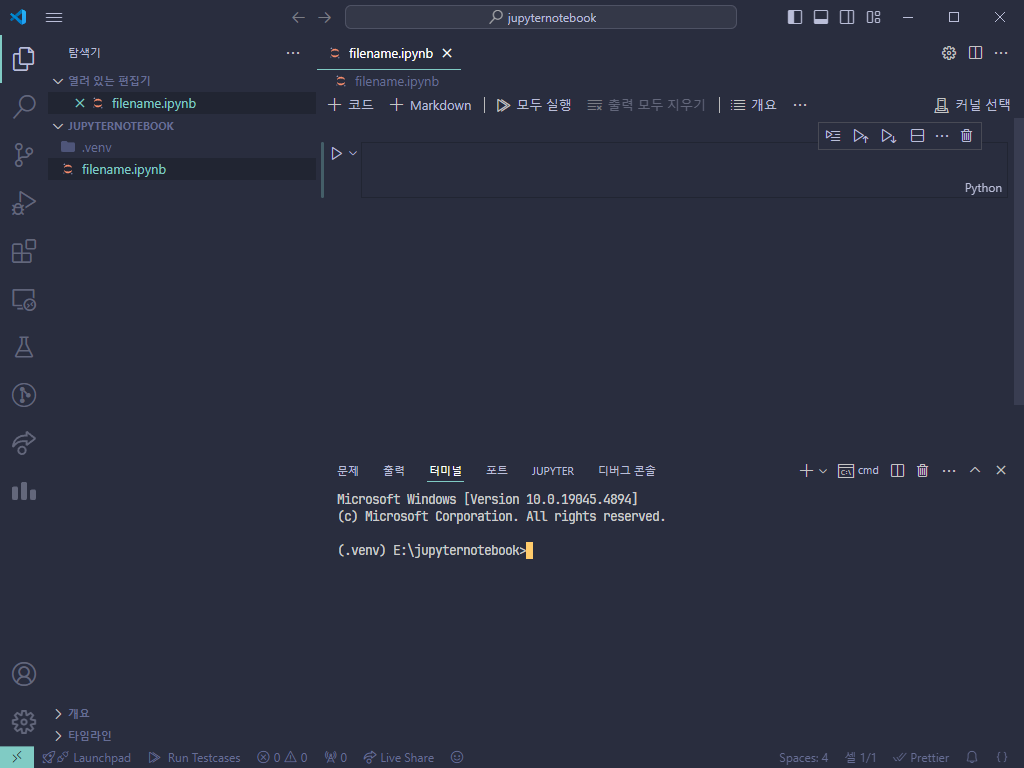 jupyternotebook
탐색기
열려 있는 편집기
filename.ipynb
JUPYTERNOTEBOOK
.venv
filename.ipynb
개요
타임라인
filename.ipynb
filename.ipynb
코드 Markdown 모두 실행 출력 모두 지우기 개요 커널 선택
Python
문제 출력 터미널 포트 JUPYTER 디버그 콘솔 cmd
Microsoft Windows [Version 10.0.19045.4894]
(c) Microsoft Corporation. All rights reserved.
(.venv) E:\jupyternotebook>
Launchpad Run Testcases 0 0 0 Live Share Spaces: 4 셀 1/1 Prettier